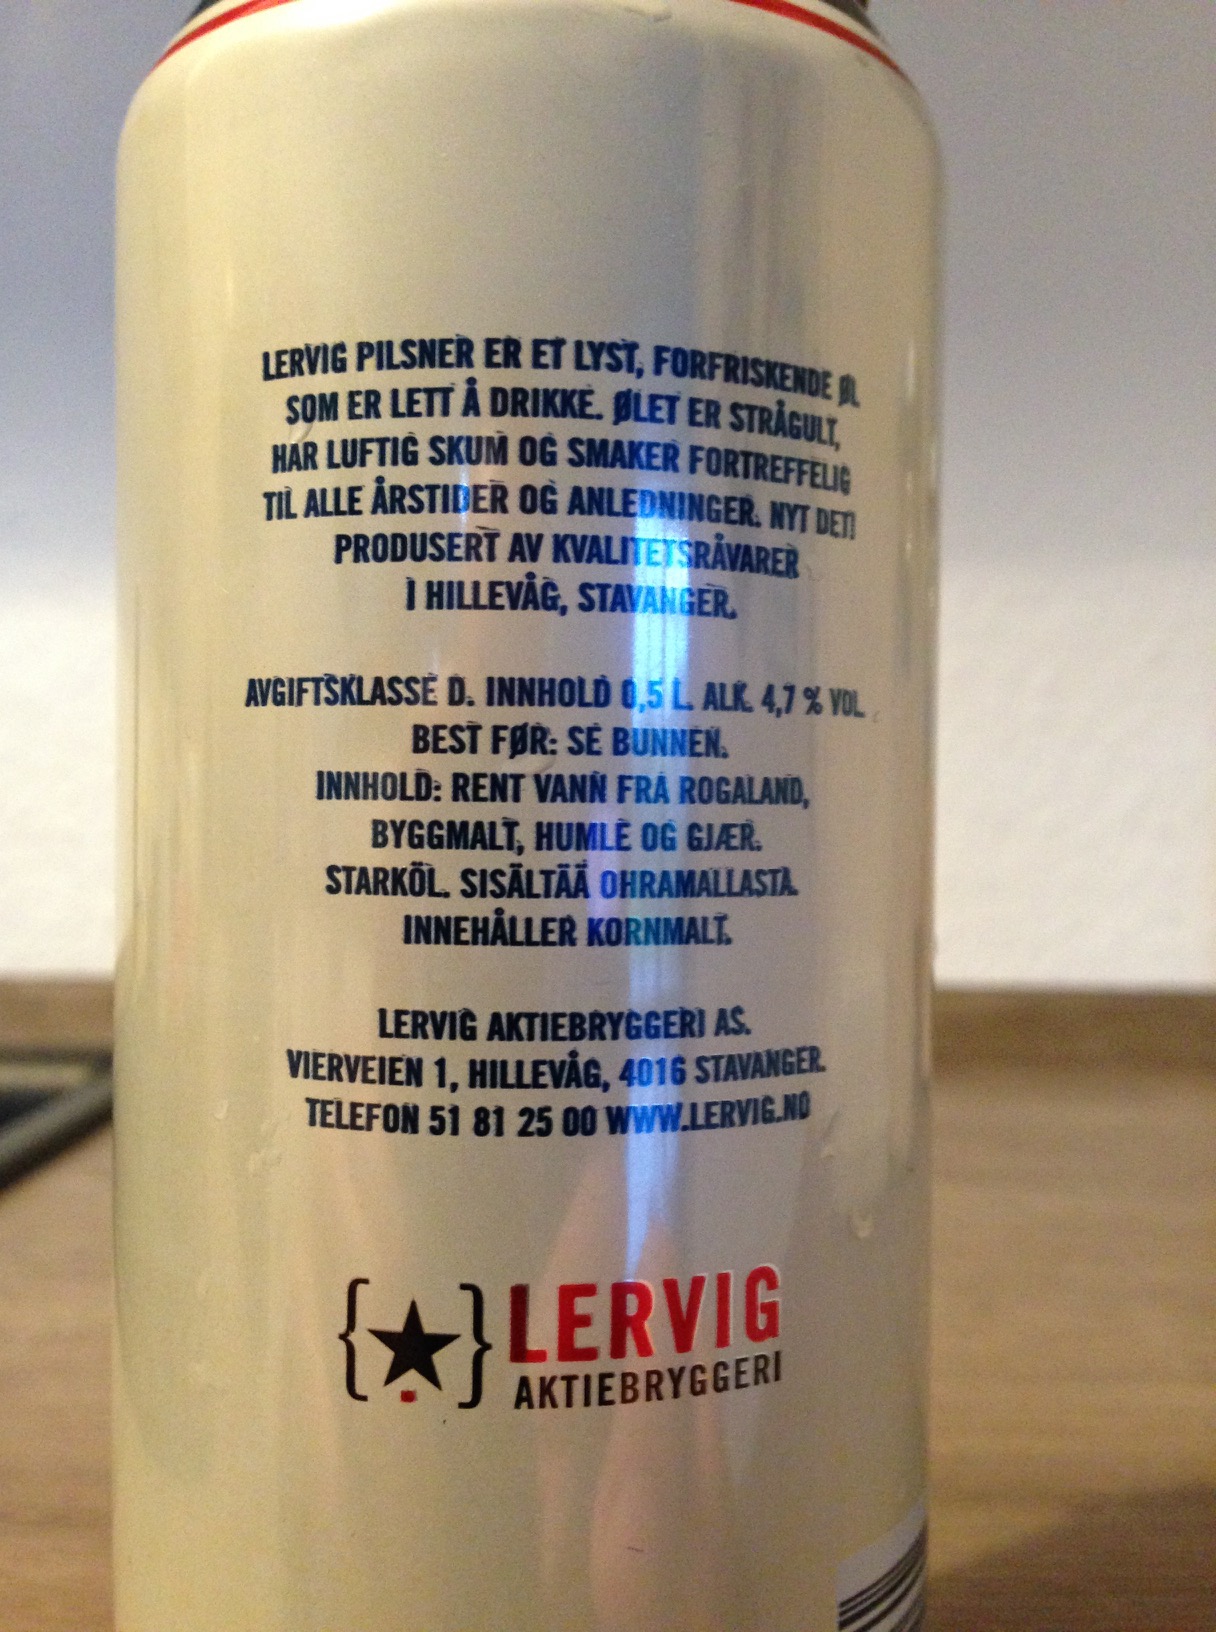 LERVIG PILSNER ER ET LYST, FORFRISKENDE ØL
SOM ER LETT Å DRIKKE. ØLET ER STRÅGULT,
HAR LUFTIG SKUM OG SMAKER FORTREFFELIG
TIL ALLE ÅRSTIDER OG ANLEDNINGER. NYT DET!
PRODUSERT AV KVALITETSRÅVARER
I HILLEVÅG, STAVANGER.
AVGIFTSKLASSE D. INNHOLD 0,5 L. ALK. 4,7 % VOL.
BEST FØR: SE BUNNEN.
INNHOLD: RENT VANN FRA ROGALAND,
BYGGMALT, HUMLE OG GJÆR.
STARKÖL. SISÄLTÄÄ OHRAMALLASTA.
INNEHÅLLER KORNMALT.
LERVIG AKTIEBRYGGERI AS.
VIERVEIEN 1, HILLEVÅG, 4016 STAVANGER.
TELEFON 51 81 25 00 WWW.LERVIG.NO
LERVIG
AKTIEBRYGGERI